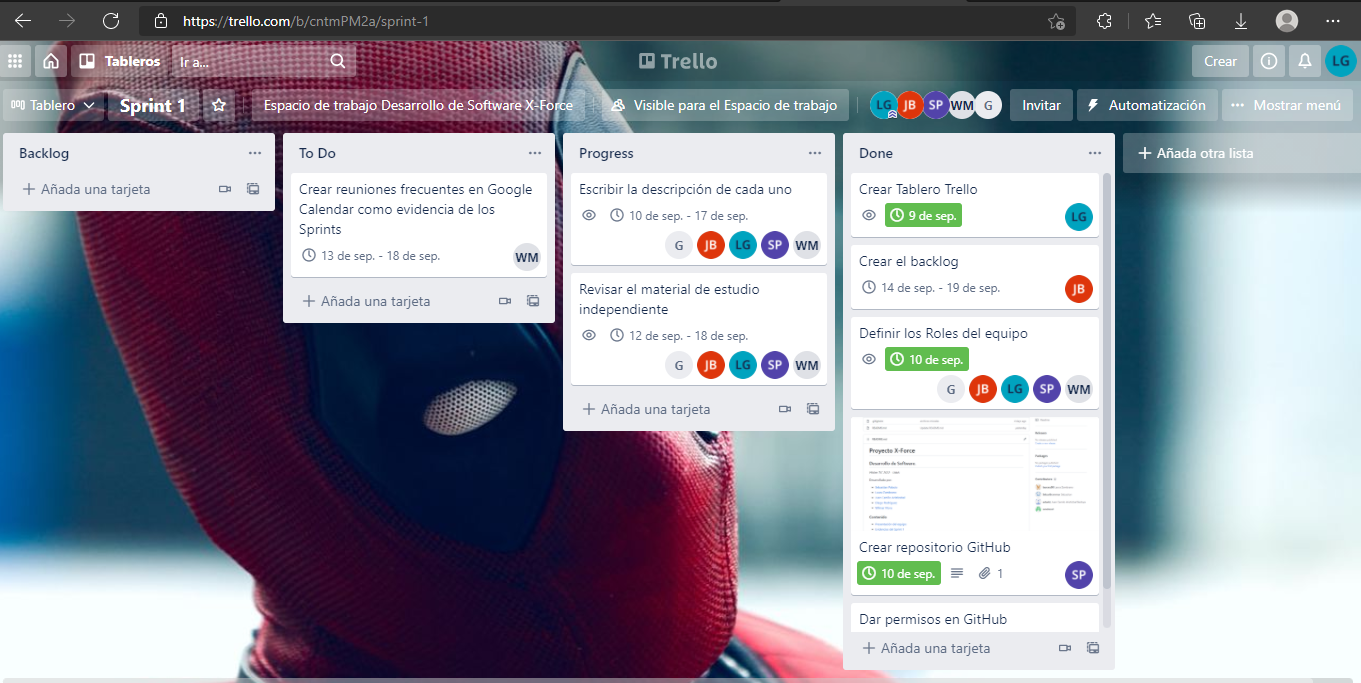 https://trello.com/b/cntmPM2a/sprint-1
Tableros
Ir a...
Trello
Crear
LG
Tablero
Sprint 1
Espacio de trabajo Desarrollo de Software X-Force
Visible para el Espacio de trabajo
LG JB SP WM G
Invitar
Automatización
Mostrar menú
Backlog
Añada una tarjeta
To Do
Crear reuniones frecuentes en Google
Calendar como evidencia de los
Sprints
13 de sep. - 18 de sep.
WM
Añada una tarjeta
Progress
Escribir la descripción de cada uno
10 de sep. - 17 de sep.
G JB LG SP WM
Revisar el material de estudio
independiente
12 de sep. - 18 de sep.
G JB LG SP WM
Añada una tarjeta
Done
Crear Tablero Trello
9 de sep.
LG
Crear el backlog
14 de sep. - 19 de sep.
JB
Definir los Roles del equipo
10 de sep.
G JB LG SP WM
Proyecto X-Force
Desarrollo de Software
Crear repositorio GitHub
10 de sep.
1
SP
Dar permisos en GitHub
Añada una tarjeta
Añada otra lista